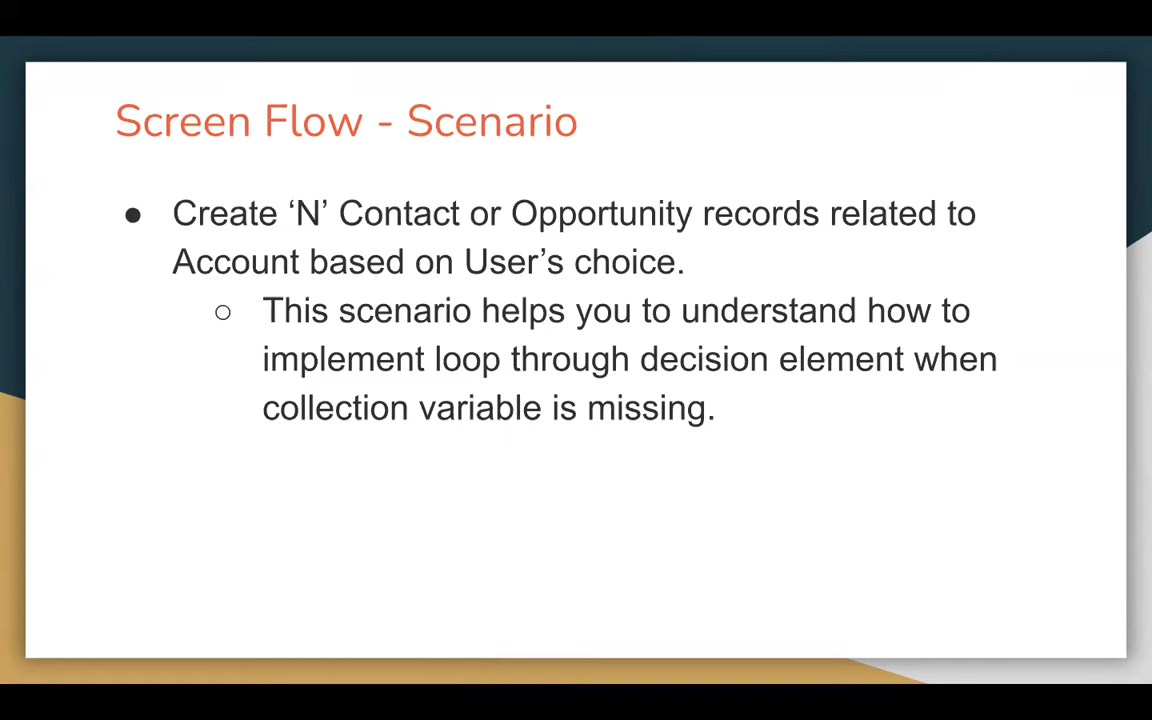 Screen Flow - Scenario
● Create ‘N’ Contact or Opportunity records related to
Account based on User’s choice.
○ This scenario helps you to understand how to
implement loop through decision element when
collection variable is missing.